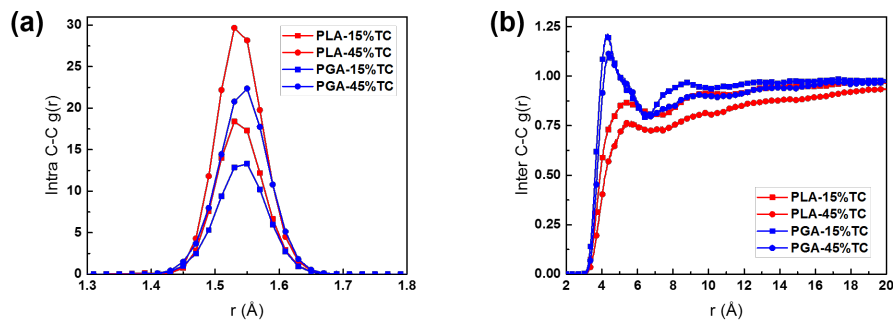 (a)
Intra C-C g(r)
30
25
20
15
10
5
0
1.3 1.4 1.5 1.6 1.7 1.8
r (Å)
PLA-15%TC
PLA-45%TC
PGA-15%TC
PGA-45%TC
(b)
Inter C-C g(r)
1.25
1.00
0.75
0.50
0.25
0.00
2 4 6 8 10 12 14 16 18 20
r (Å)
PLA-15%TC
PLA-45%TC
PGA-15%TC
PGA-45%TC